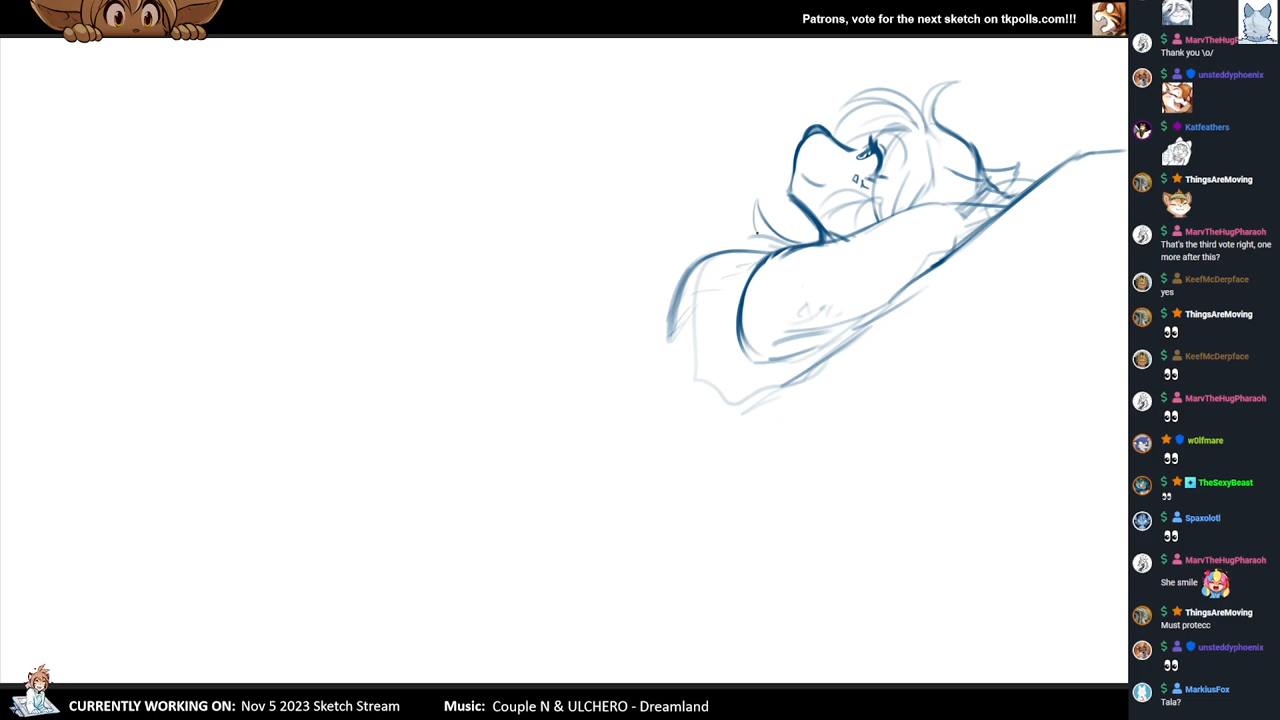 Patrons, vote for the next sketch on tkpolls.com!!!
Thank you \o/
unsteddyphoenix
Katfeathers
ThingsAreMoving
MarvTheHugPharaoh
That's the third vote right, one
more after this?
KeefMcDerpface
yes
ThingsAreMoving
KeefMcDerpface
MarvTheHugPharaoh
w0lfmare
TheSexyBeast
Spaxolotl
MarvTheHugPharaoh
She smile
ThingsAreMoving
Must protecc
unsteddyphoenix
MarkiusFox
Tala?
CURRENTLY WORKING ON: Nov 5 2023 Sketch Stream
Music: Couple N & ULCHERO - Dreamland